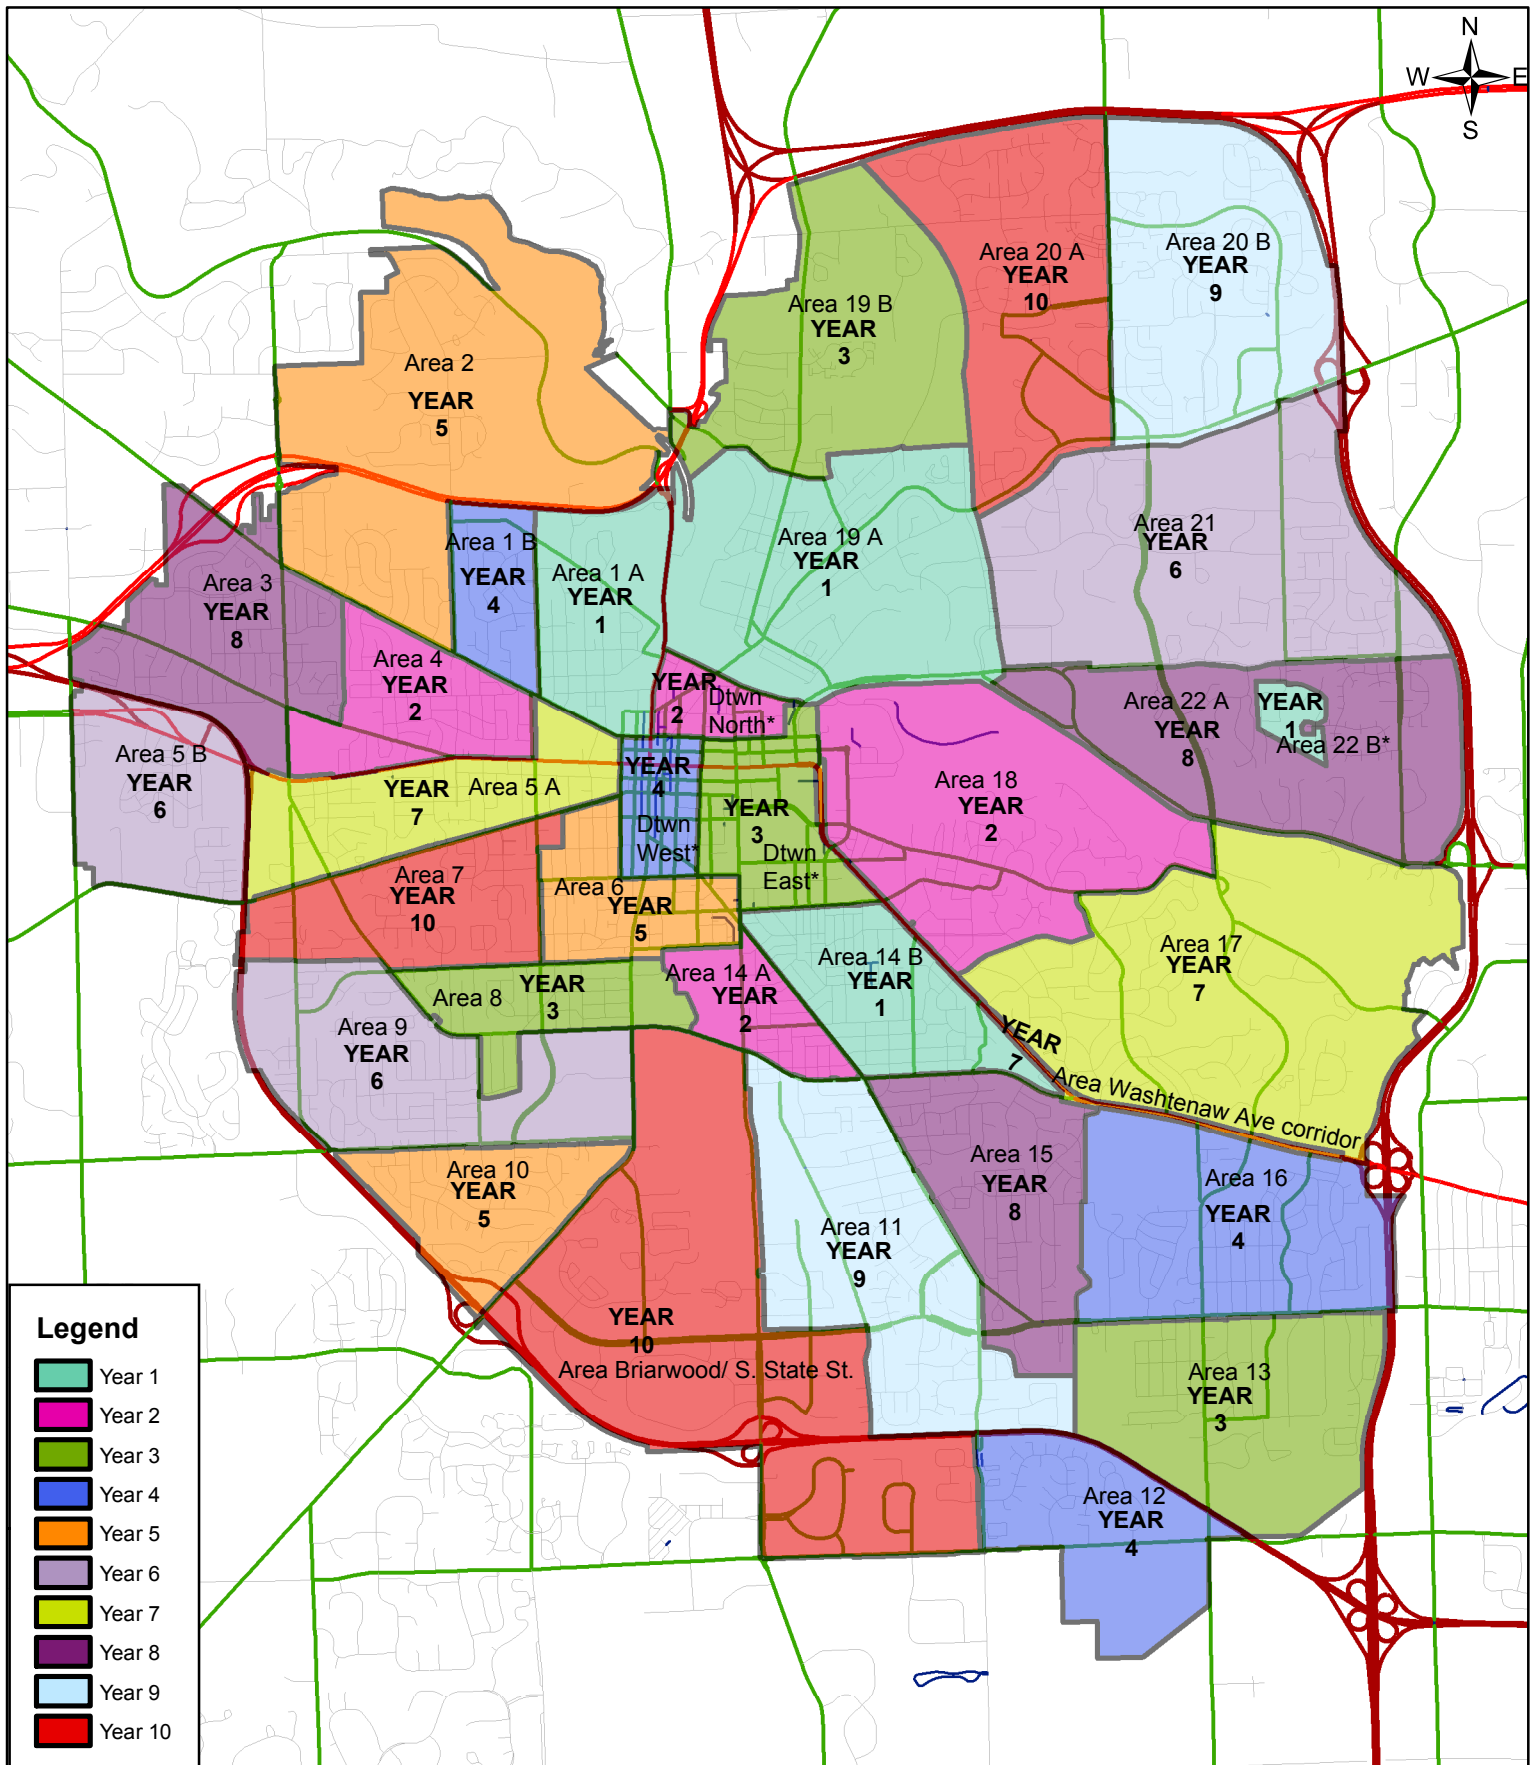 N
W E
S
Area 20 A
YEAR
10
Area 20 B
YEAR
9
Area 19 B
YEAR
3
Area 2
YEAR
5
Area 21
YEAR
6
Area 19 A
YEAR
1
Area 1 B
YEAR
4
Area 1 A
YEAR
1
Area 3
YEAR
8
Area 4
YEAR
2
YEAR
2
Dtwn
North*
Area 22 A
YEAR
8
YEAR
1
Area 22 B*
Area 5 B
YEAR
6
YEAR
7
Area 5 A
YEAR
4
Dtwn
West*
YEAR
3
Dtwn
East*
Area 18
YEAR
2
Area 7
YEAR
10
Area 6
YEAR
5
Area 17
YEAR
7
Area 14 B
YEAR
1
Area 14 A
YEAR
2
Area 8
YEAR
3
Area 9
YEAR
6
YEAR
7
Area Washtenaw Ave corridor
Area 15
YEAR
8
Area 16
YEAR
4
Area 10
YEAR
5
Area 11
YEAR
9
YEAR
10
Area Briarwood/ S. State St.
Area 13
YEAR
3
Area 12
YEAR
4
Legend
Year 1
Year 2
Year 3
Year 4
Year 5
Year 6
Year 7
Year 8
Year 9
Year 10